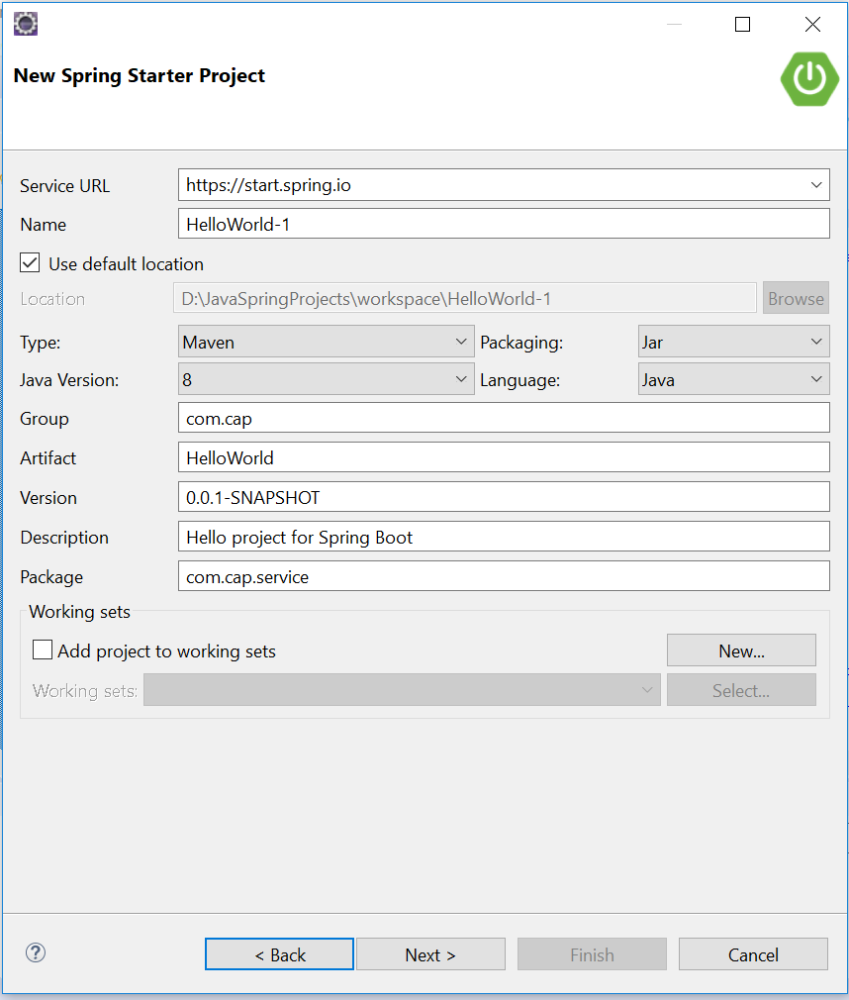 New Spring Starter Project
Service URL https://start.spring.io
Name HelloWorld-1
Use default location
Location D:\JavaSpringProjects\workspace\HelloWorld-1 Browse
Type: Maven Packaging: Jar
Java Version: 8 Language: Java
Group com.cap
Artifact HelloWorld
Version 0.0.1-SNAPSHOT
Description Hello project for Spring Boot
Package com.cap.service
Working sets
Add project to working sets New...
Working sets: Select...
? < Back Next > Finish Cancel